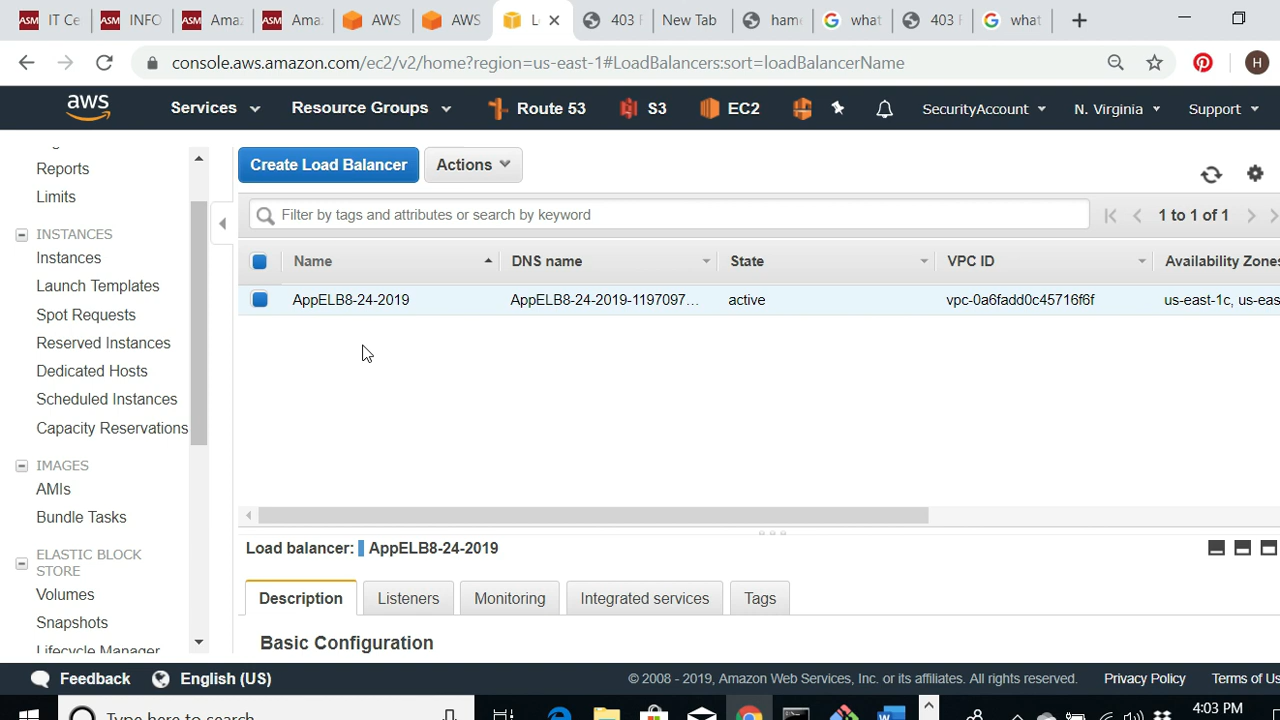 IT Ce
INFO
Ama
Ama
AWS
AWS
L
403 F
New Tab
ham
what
403 F
what
console.aws.amazon.com/ec2/v2/home?region=us-east-1#LoadBalancers:sort=loadBalancerName
H
aws
Services
Resource Groups
Route 53
S3
EC2
SecurityAccount
N. Virginia
Support
Reports
Limits
INSTANCES
Instances
Launch Templates
Spot Requests
Reserved Instances
Dedicated Hosts
Scheduled Instances
Capacity Reservations
IMAGES
AMIs
Bundle Tasks
ELASTIC BLOCK
STORE
Volumes
Snapshots
Lifecycle Manager
Create Load Balancer
Actions
Filter by tags and attributes or search by keyword
1 to 1 of 1
Name
DNS name
State
VPC ID
Availability Zones
AppELB8-24-2019
AppELB8-24-2019-1197097...
active
vpc-0a6fadd0c45716f6f
us-east-1c, us-eas
Load balancer: AppELB8-24-2019
Description
Listeners
Monitoring
Integrated services
Tags
Basic Configuration
Feedback
English (US)
© 2008 - 2019, Amazon Web Services, Inc. or its affiliates. All rights reserved.
Privacy Policy
Terms of Us
Type here to search
4:03 PM